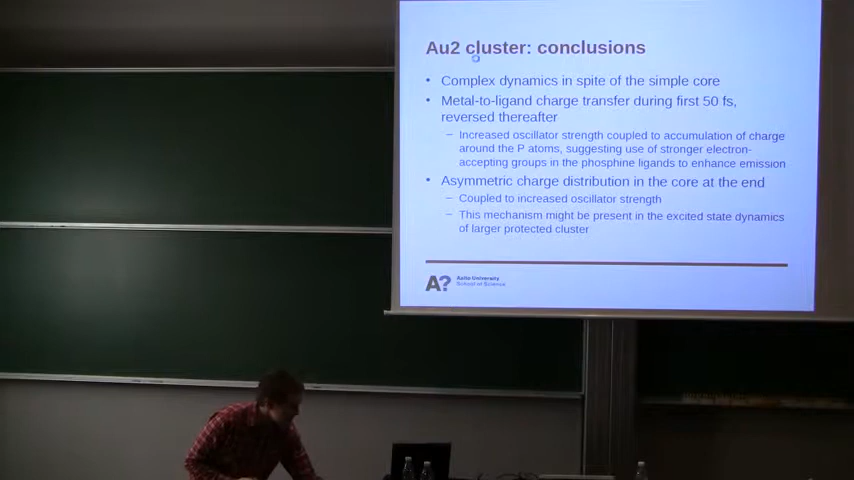 Au2 cluster: conclusions
• Complex dynamics in spite of the simple core
• Metal-to-ligand charge transfer during first 50 fs,
reversed thereafter
– Increased oscillator strength coupled to accumulation of charge
around the P atoms, suggesting use of stronger electron-
accepting groups in the phosphine ligands to enhance emission
• Asymmetric charge distribution in the core at the end
– Coupled to increased oscillator strength
– This mechanism might be present in the excited state dynamics
of larger protected cluster
A?
Aalto University
School of Science